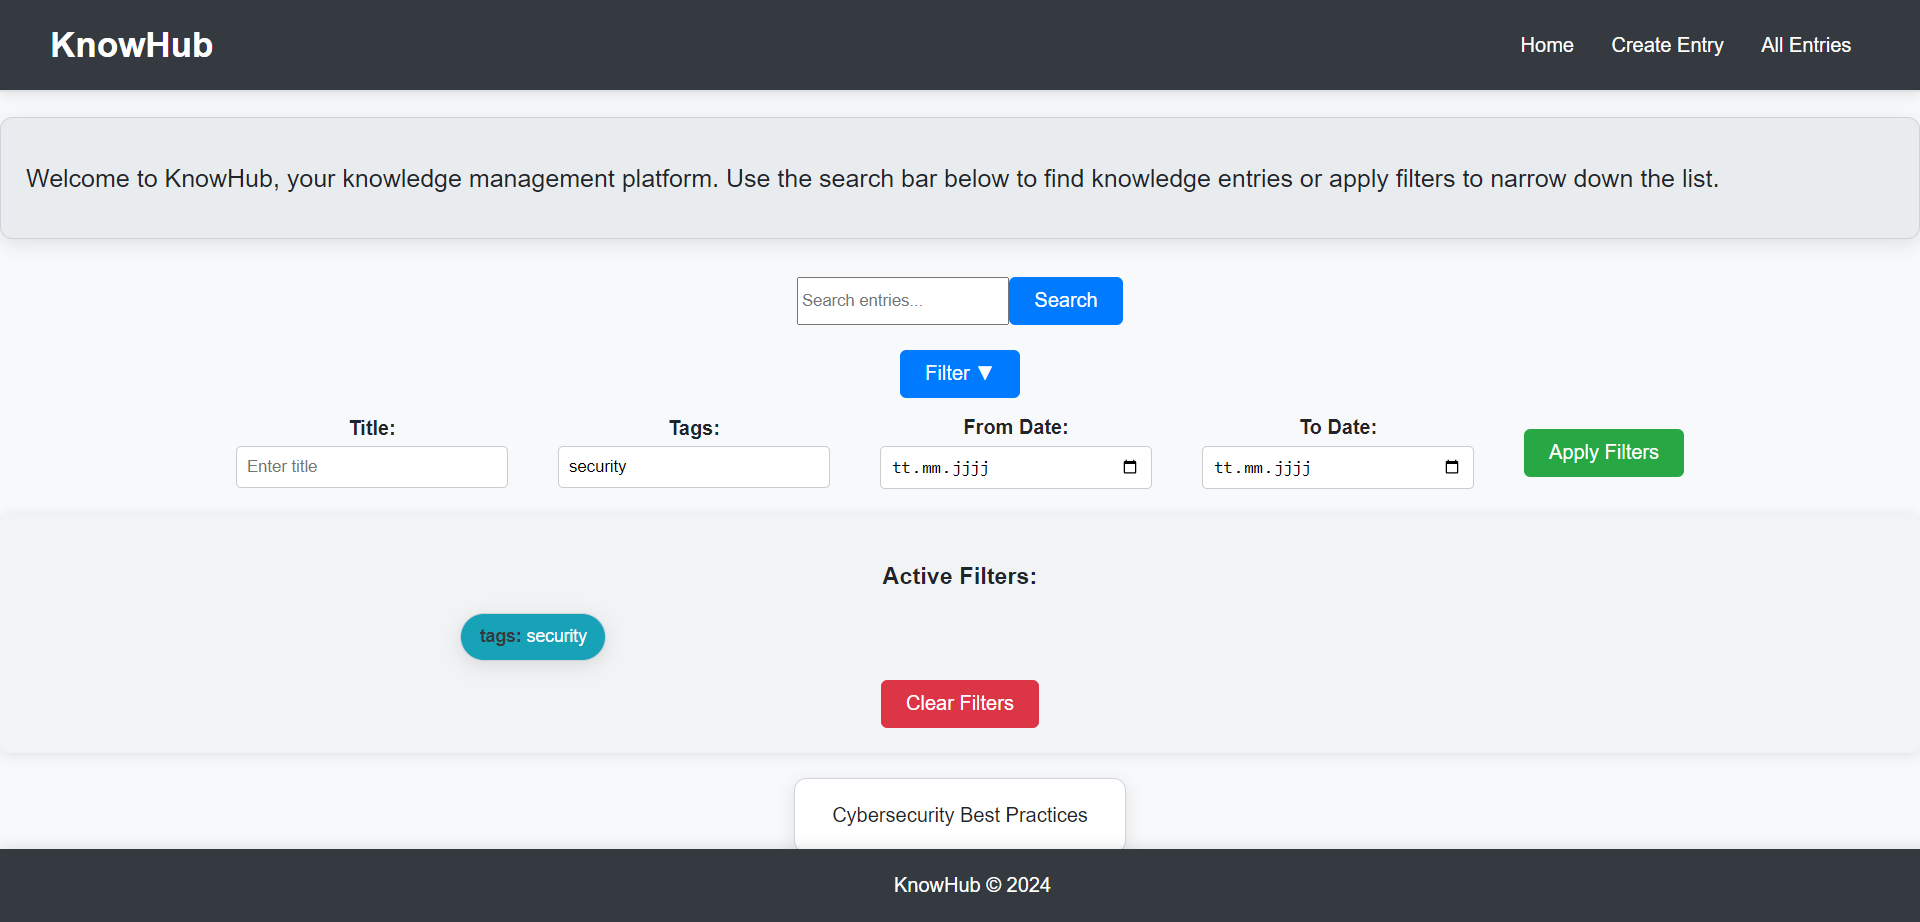 KnowHub
Home Create Entry All Entries
Welcome to KnowHub, your knowledge management platform. Use the search bar below to find knowledge entries or apply filters to narrow down the list.
Search entries... Search
Filter ▼
Title: Tags: From Date: To Date:
Enter title security tt.mm.jjjj tt.mm.jjjj Apply Filters
Active Filters:
tags: security
Clear Filters
Cybersecurity Best Practices
KnowHub © 2024